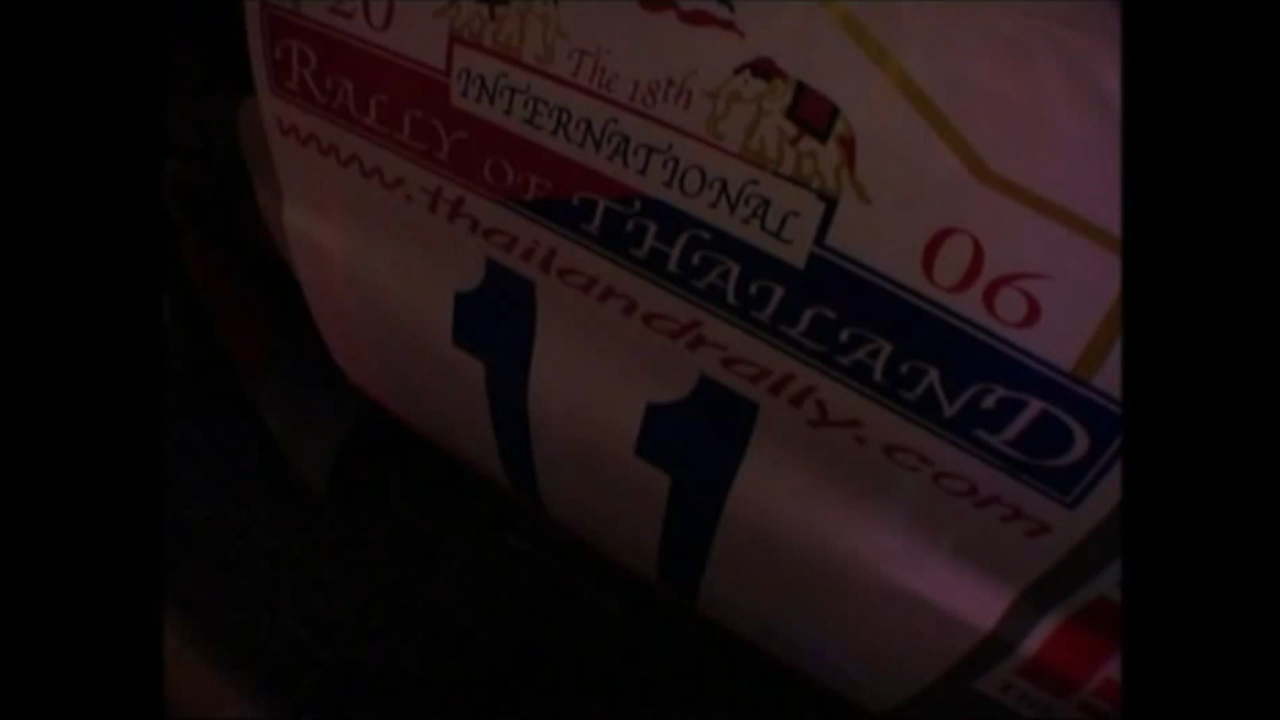 20
The 18th
INTERNATIONAL
RALLY OF THAILAND
06
www.thailandrally.com
11